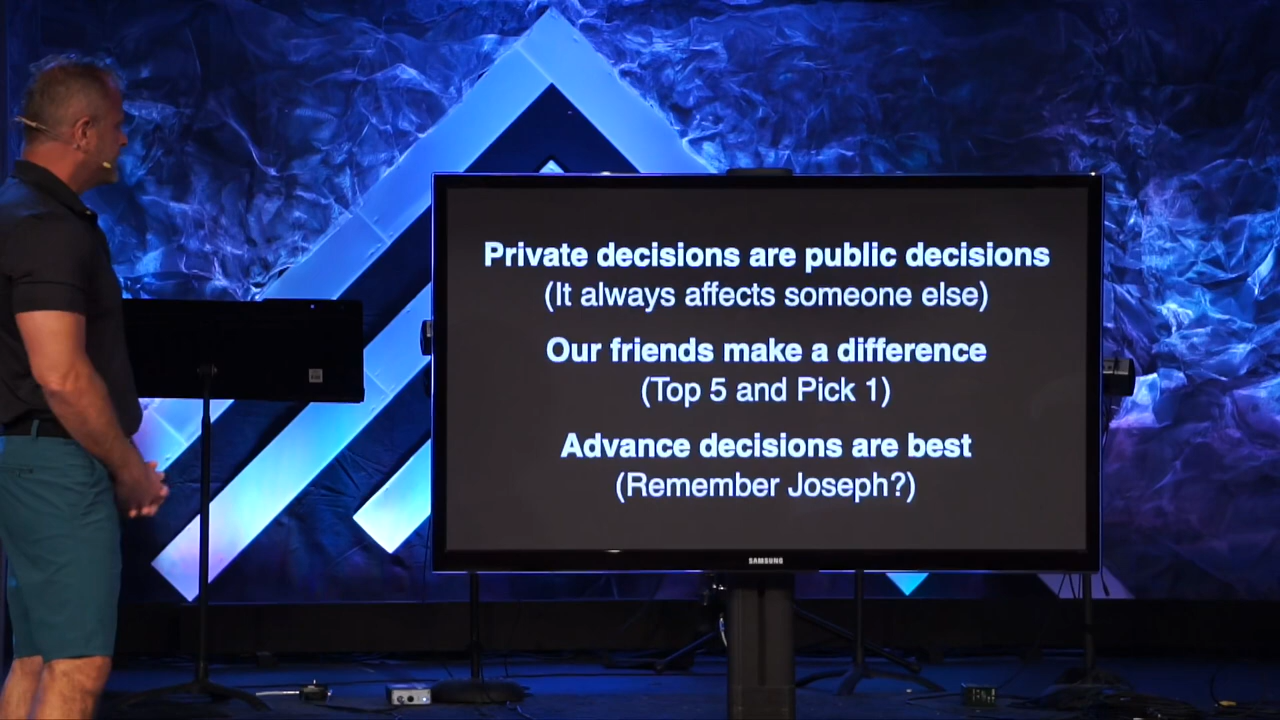 Private decisions are public decisions
(It always affects someone else)
Our friends make a difference
(Top 5 and Pick 1)
Advance decisions are best
(Remember Joseph?)
SAMSUNG